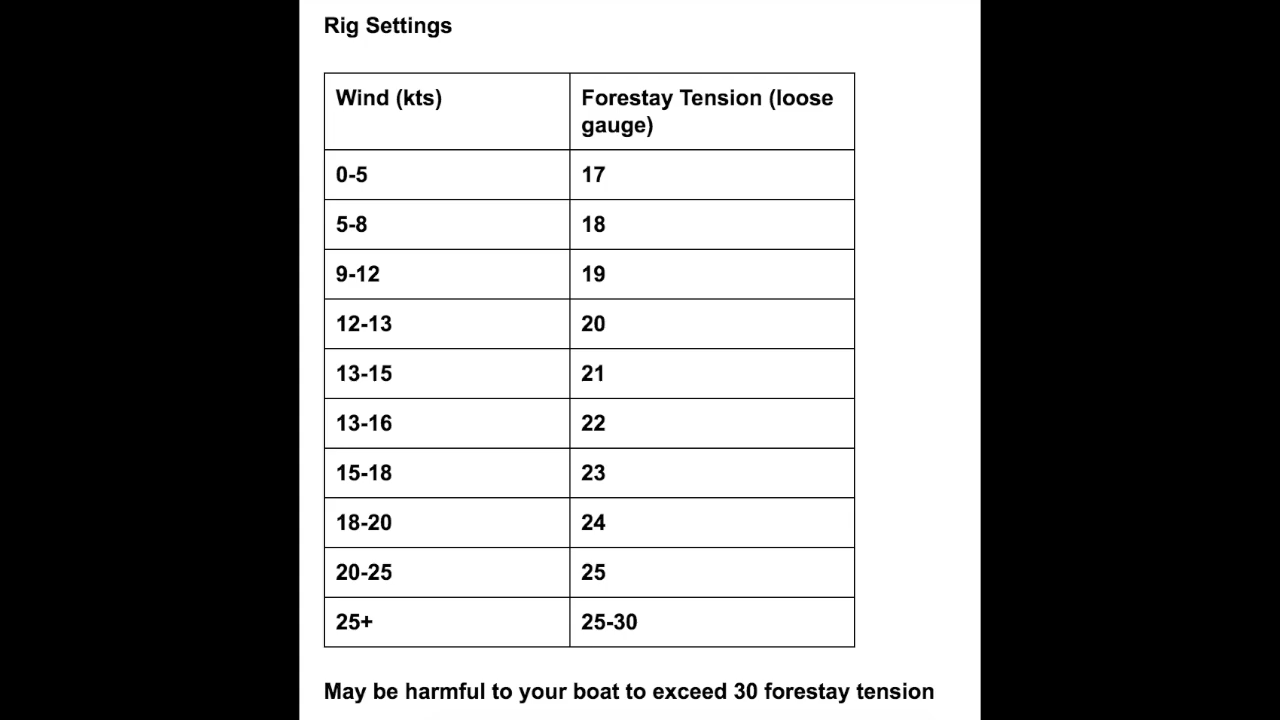 Rig Settings
Wind (kts) Forestay Tension (loose
gauge)
0-5 17
5-8 18
9-12 19
12-13 20
13-15 21
13-16 22
15-18 23
18-20 24
20-25 25
25+ 25-30
May be harmful to your boat to exceed 30 forestay tension